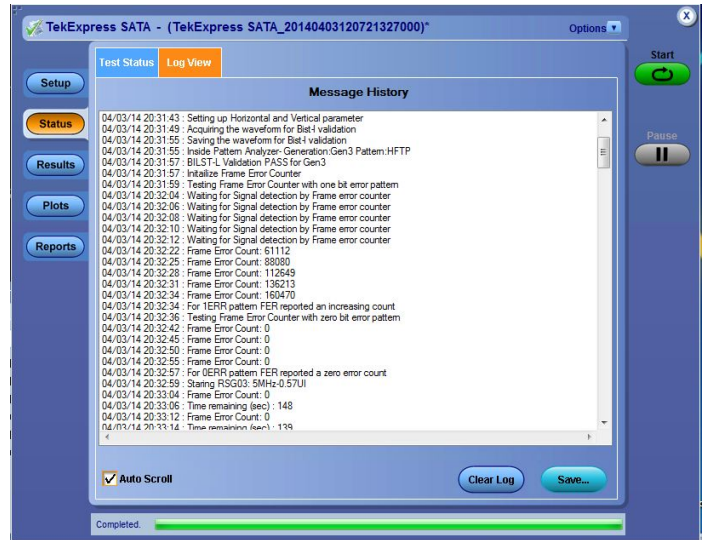 TekExpress SATA - (TekExpress SATA_20140403120721327000)*
Options
X
Start
Pause
Setup
Status
Results
Plots
Reports
Test Status Log View
Message History
04/03/14 20:31:43 : Setting up Horizontal and Vertical parameter
04/03/14 20:31:49 : Acquiring the waveform for Bist-l validation
04/03/14 20:31:55 : Saving the waveform for Bist-l validation
04/03/14 20:31:55 : Inside Pattern Analyzer- Generation:Gen3 Pattern:HFTP
04/03/14 20:31:57 : BILST-L Validation PASS for Gen3
04/03/14 20:31:57 : Initailize Frame Error Counter
04/03/14 20:31:59 : Testing Frame Error Counter with one bit error pattern
04/03/14 20:32:04 : Waiting for Signal detection by Frame error counter
04/03/14 20:32:06 : Waiting for Signal detection by Frame error counter
04/03/14 20:32:08 : Waiting for Signal detection by Frame error counter
04/03/14 20:32:10 : Waiting for Signal detection by Frame error counter
04/03/14 20:32:12 : Waiting for Signal detection by Frame error counter
04/03/14 20:32:22 : Frame Error Count: 61112
04/03/14 20:32:25 : Frame Error Count: 88080
04/03/14 20:32:28 : Frame Error Count: 112649
04/03/14 20:32:31 : Frame Error Count: 136213
04/03/14 20:32:34 : Frame Error Count: 160470
04/03/14 20:32:34 : For 1ERR pattern FER reported an increasing count
04/03/14 20:32:36 : Testing Frame Error Counter with zero bit error pattern
04/03/14 20:32:42 : Frame Error Count: 0
04/03/14 20:32:45 : Frame Error Count: 0
04/03/14 20:32:50 : Frame Error Count: 0
04/03/14 20:32:55 : Frame Error Count: 0
04/03/14 20:32:57 : For 0ERR pattern FER reported a zero error count
04/03/14 20:32:59 : Staring RSG03: 5MHz-0.57UI
04/03/14 20:33:04 : Frame Error Count: 0
04/03/14 20:33:06 : Time remaining (sec) : 148
04/03/14 20:33:12 : Frame Error Count: 0
04/03/14 20:33:14 : Time remaining (sec) : 139
Auto Scroll
Clear Log
Save...
Completed.